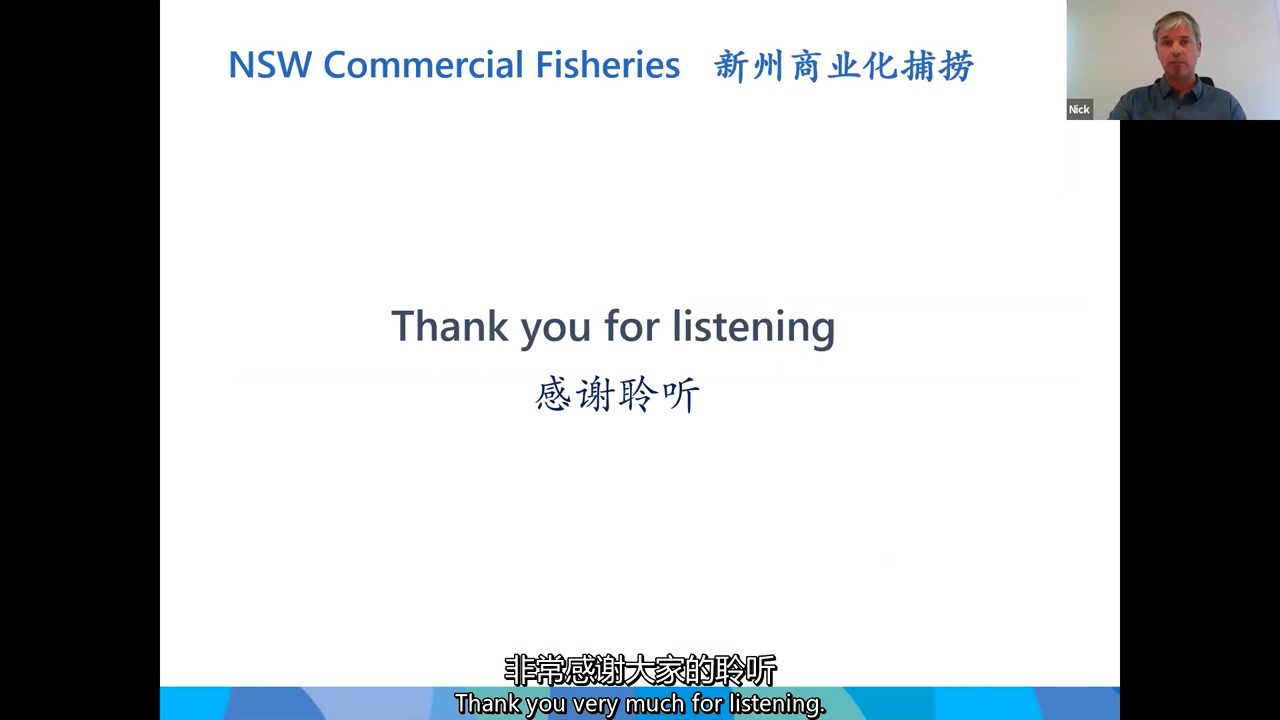 NSW Commercial Fisheries 新州商业化捕捞
Nick
Thank you for listening
感谢聆听
非常感谢大家的聆听
Thank you very much for listening.